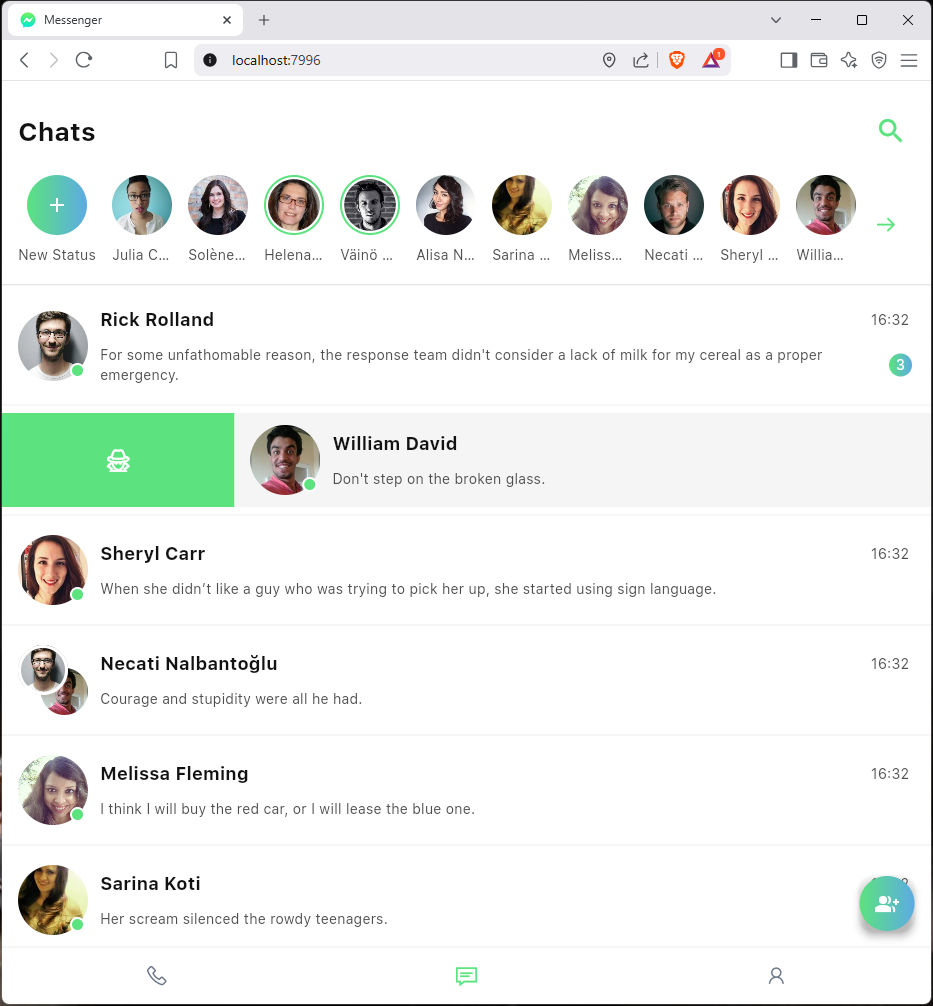 Messenger
localhost:7996
1
Chats
New Status
Julia C...
Solène...
Helena...
Väinö ...
Alisa N...
Sarina ...
Meliss...
Necati ...
Sheryl ...
Willia...
Rick Rolland
16:32
For some unfathomable reason, the response team didn't consider a lack of milk for my cereal as a proper
emergency.
3
William David
Don't step on the broken glass.
Sheryl Carr
16:32
When she didn’t like a guy who was trying to pick her up, she started using sign language.
Necati Nalbantoğlu
16:32
Courage and stupidity were all he had.
Melissa Fleming
16:32
I think I will buy the red car, or I will lease the blue one.
Sarina Koti
Her scream silenced the rowdy teenagers.